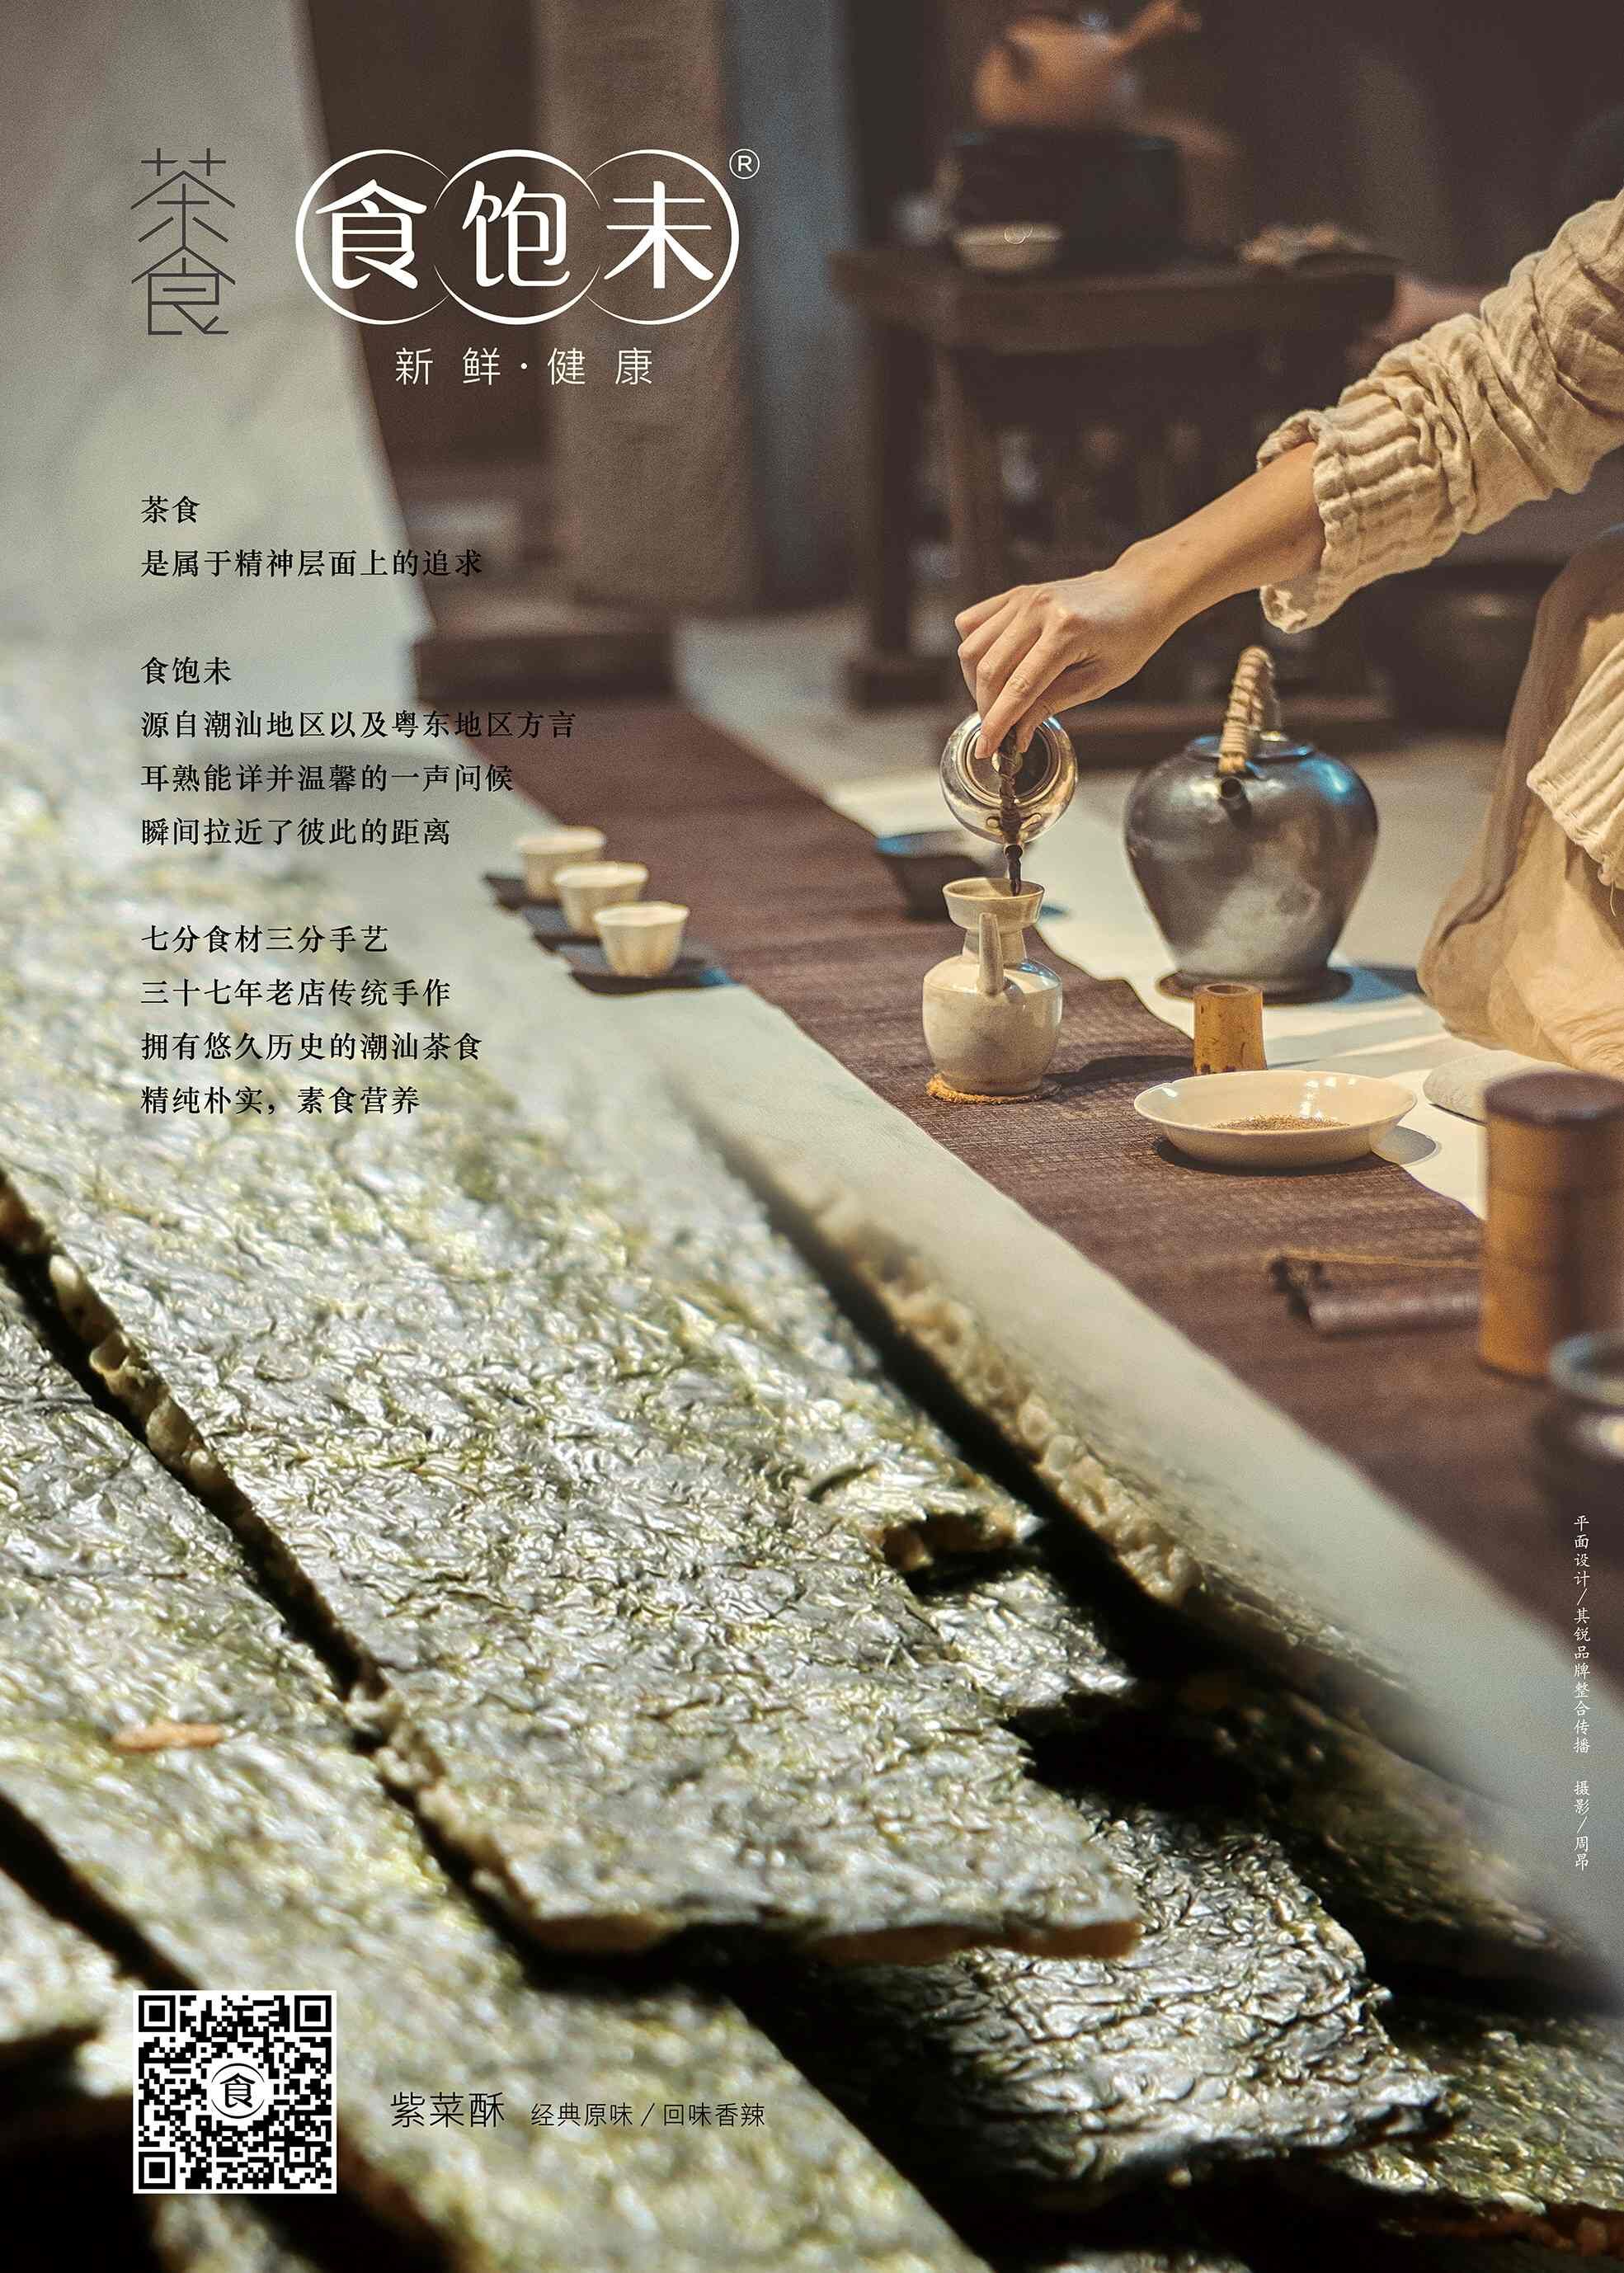 茶食
食饱未®
新鲜·健康
茶食
是属于精神层面上的追求
食饱未
源自潮汕地区以及粤东地区方言
耳熟能详并温馨的一声问候
瞬间拉近了彼此的距离
七分食材三分手艺
三十七年老店传统手作
拥有悠久历史的潮汕茶食
精纯朴实，素食营养
平面设计/其锐品牌整合传播 摄影/周昂
食
紫菜酥 经典原味/回味香辣